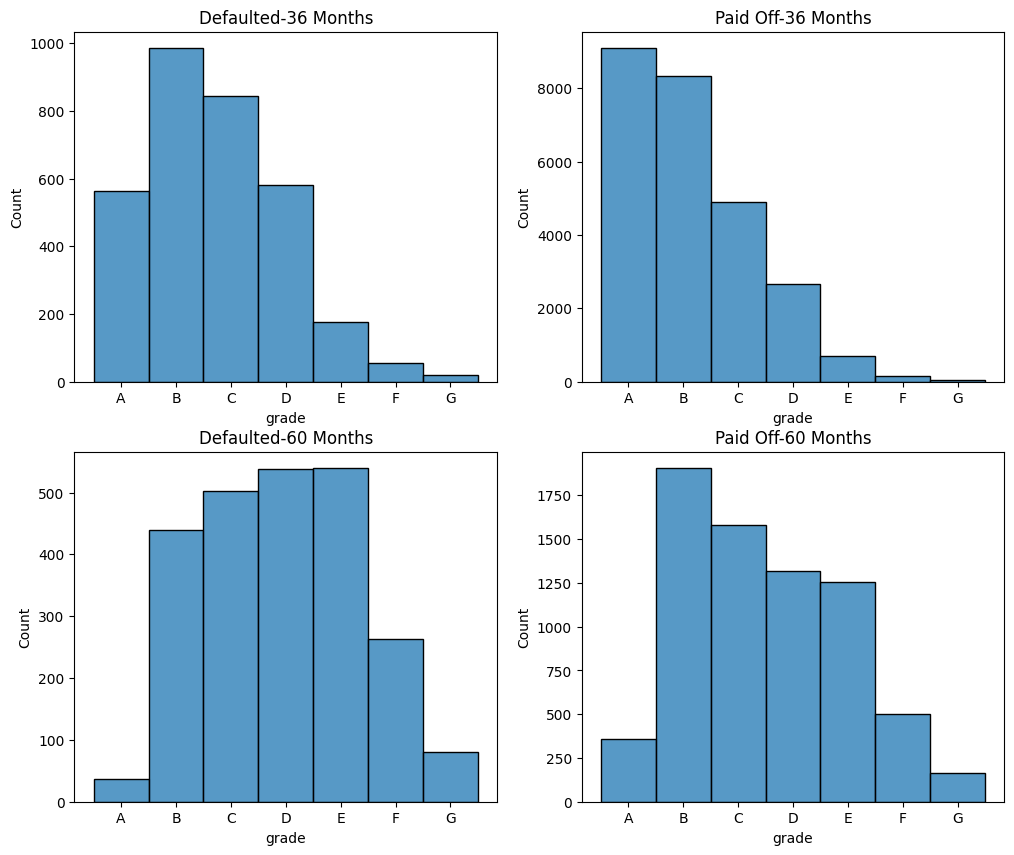 Defaulted-36 Months
Count
1000
800
600
400
200
0
A B C D E F G
grade
Paid Off-36 Months
Count
8000
6000
4000
2000
0
A B C D E F G
grade
Defaulted-60 Months
Count
500
400
300
200
100
0
A B C D E F G
grade
Paid Off-60 Months
Count
1750
1500
1250
1000
750
500
250
0
A B C D E F G
grade